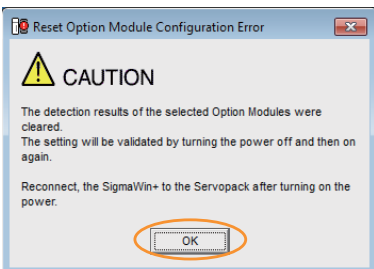 Reset Option Module Configuration Error
CAUTION
The detection results of the selected Option Modules were
cleared.
The setting will be validated by turning the power off and then on
again.
Reconnect, the SigmaWin+ to the Servopack after turning on the
power.
OK